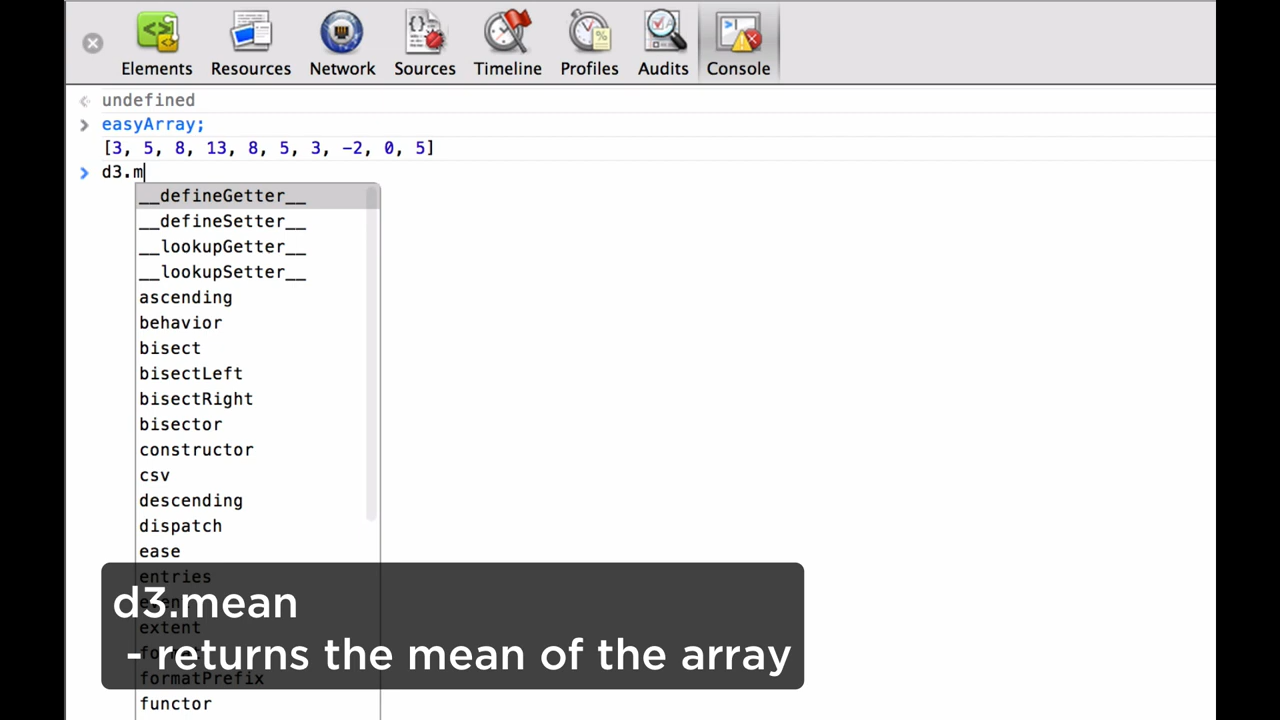 Elements Resources Network Sources Timeline Profiles Audits Console
undefined
easyArray;
[3, 5, 8, 13, 8, 5, 3, -2, 0, 5]
d3.m
__defineGetter__
__defineSetter__
__lookupGetter__
__lookupSetter__
ascending
behavior
bisect
bisectLeft
bisectRight
bisector
constructor
csv
descending
dispatch
ease
entries
d3.mean
extent
- returns the mean of the array
formatPrefix
functor